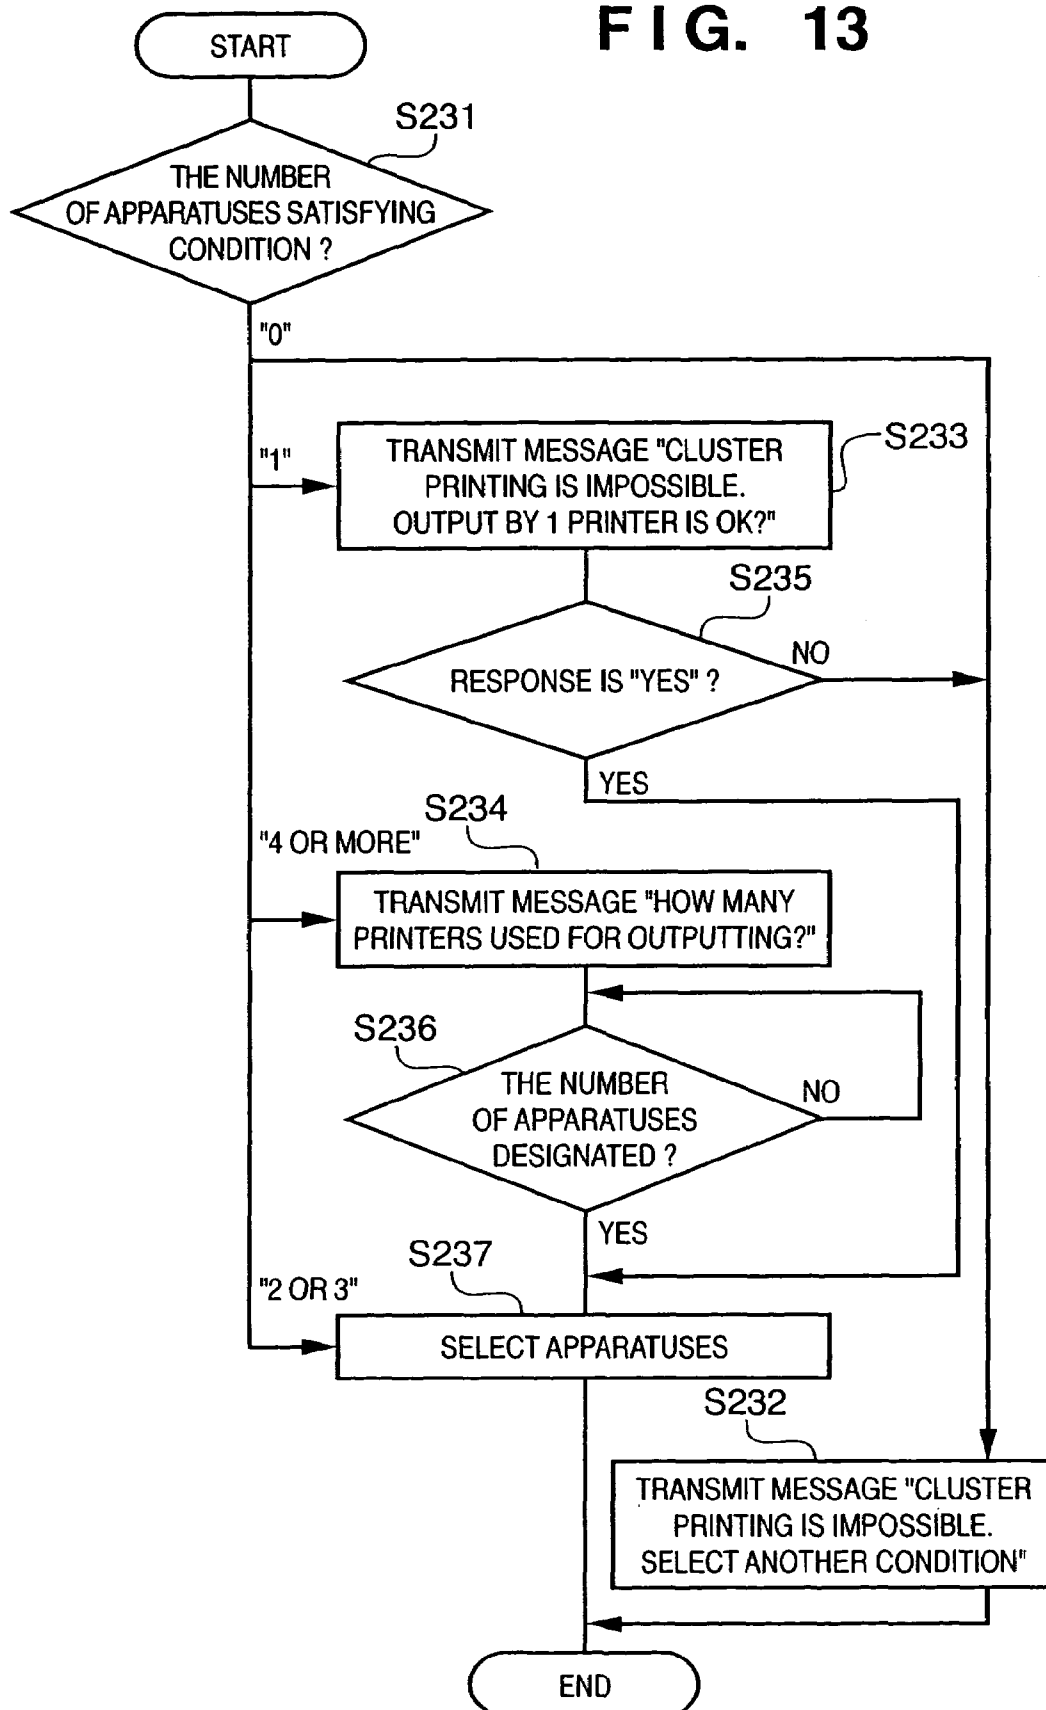 FIG. 13
START
S231
THE NUMBER
OF APPARATUSES SATISFYING
CONDITION ?
"0"
"1"
TRANSMIT MESSAGE "CLUSTER
PRINTING IS IMPOSSIBLE.
OUTPUT BY 1 PRINTER IS OK?"
S233
S235
RESPONSE IS "YES" ?
NO
YES
S234
"4 OR MORE"
TRANSMIT MESSAGE "HOW MANY
PRINTERS USED FOR OUTPUTTING?"
S236
THE NUMBER
OF APPARATUSES
DESIGNATED ?
NO
YES
S237
"2 OR 3"
SELECT APPARATUSES
S232
TRANSMIT MESSAGE "CLUSTER
PRINTING IS IMPOSSIBLE.
SELECT ANOTHER CONDITION"
END